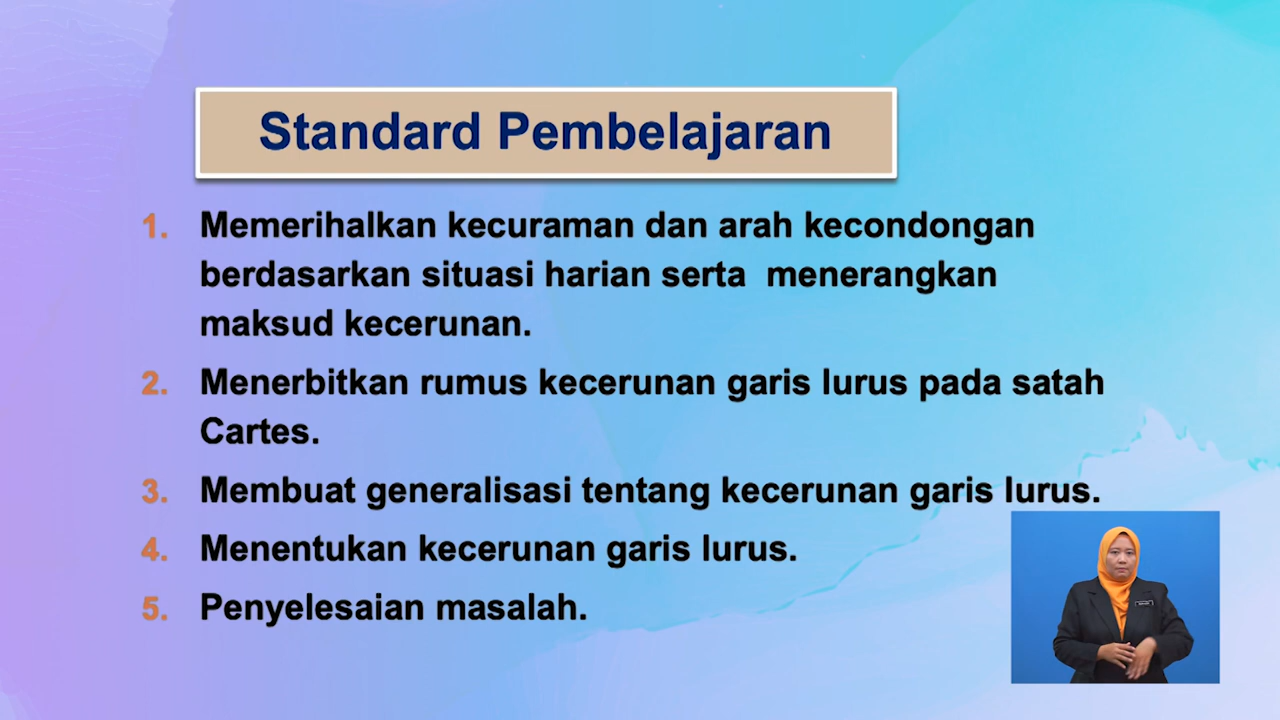 Standard Pembelajaran
1. Memerihalkan kecuraman dan arah kecondongan
berdasarkan situasi harian serta menerangkan
maksud kecerunan.
2. Menerbitkan rumus kecerunan garis lurus pada satah
Cartes.
3. Membuat generalisasi tentang kecerunan garis lurus.
4. Menentukan kecerunan garis lurus.
5. Penyelesaian masalah.